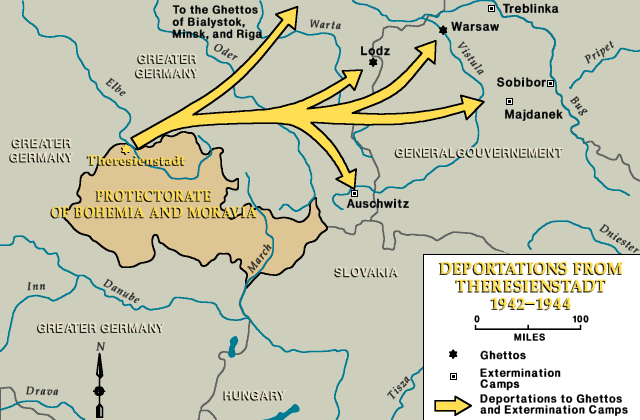 To the Ghettos
of Bialystok,
Minsk, and Riga
Treblinka
Warta
Warsaw
Oder
Lodz
Vistula
Pripet
GREATER
GERMANY
Elbe
Sobibor
Bug
Majdanek
GREATER
GERMANY
Theresienstadt
GENERALGOUVERNEMENT
PROTECTORATE
OF BOHEMIA AND MORAVIA
Auschwitz
Dniester
March
SLOVAKIA
Inn
Danube
GREATER GERMANY
N
Drava
HUNGARY
Tisza
DEPORTATIONS FROM
THERESIENSTADT
1942–1944
0 100
MILES
Ghettos
Extermination
Camps
Deportations to Ghettos
and Extermination Camps